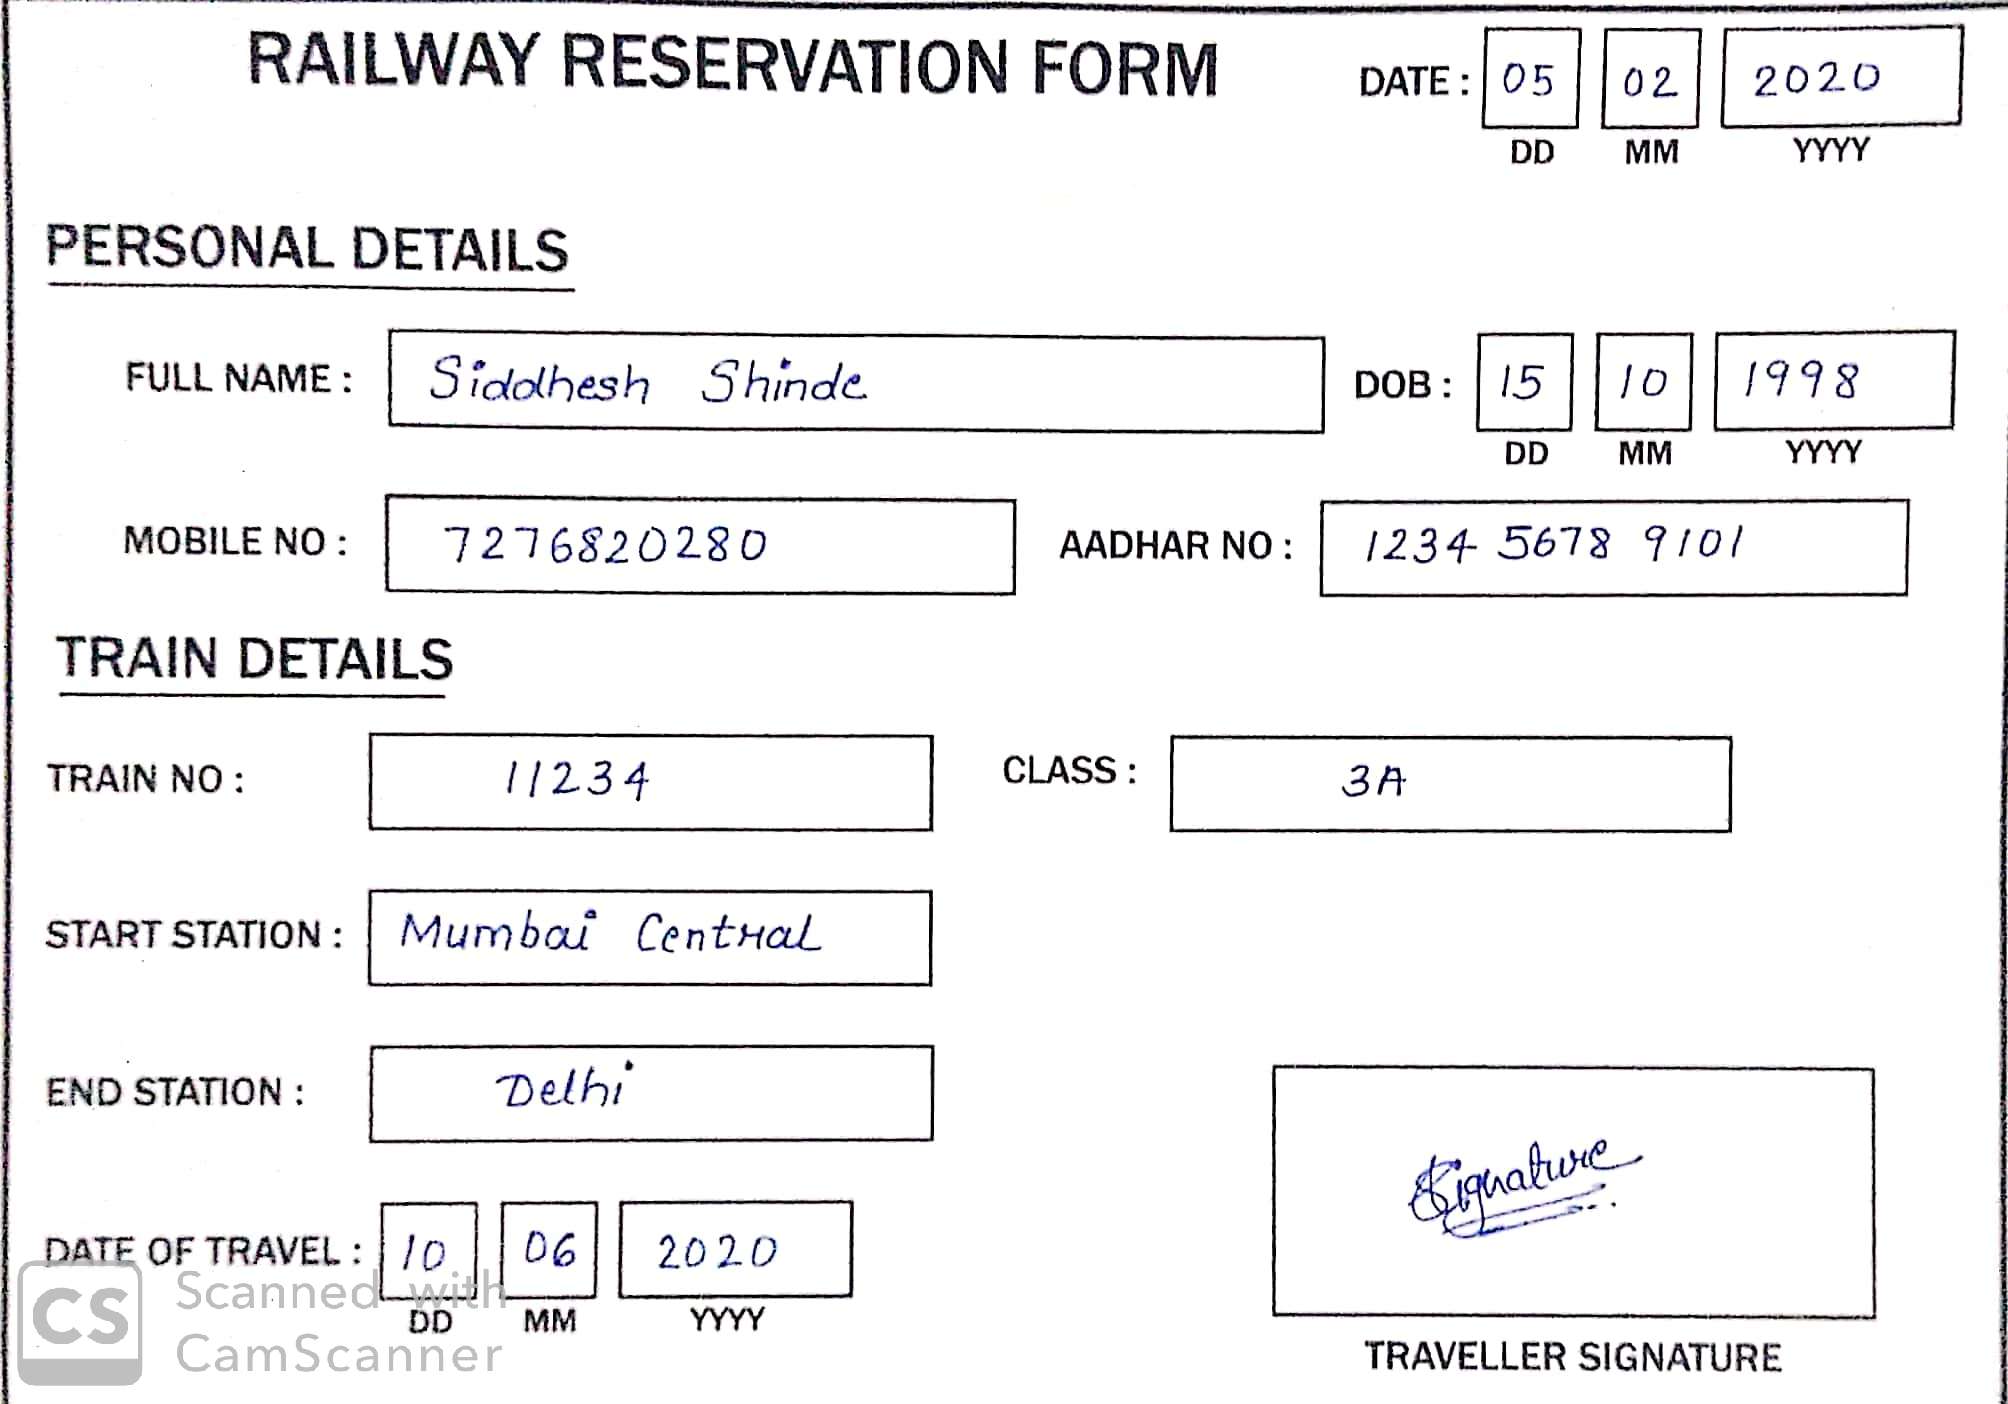 RAILWAY RESERVATION FORM DATE : 05 02 2020
DD MM YYYY
PERSONAL DETAILS
FULL NAME : Siddhesh Shinde DOB : 15 10 1998
DD MM YYYY
MOBILE NO : 7276820280 AADHAR NO : 1234 5678 9101
TRAIN DETAILS
TRAIN NO : 11234 CLASS : 3A
START STATION : Mumbai Central
END STATION : Delhi
Signature
DATE OF TRAVEL : 10 06 2020
DD MM YYYY
TRAVELLER SIGNATURE
CS Scanned with
CamScanner